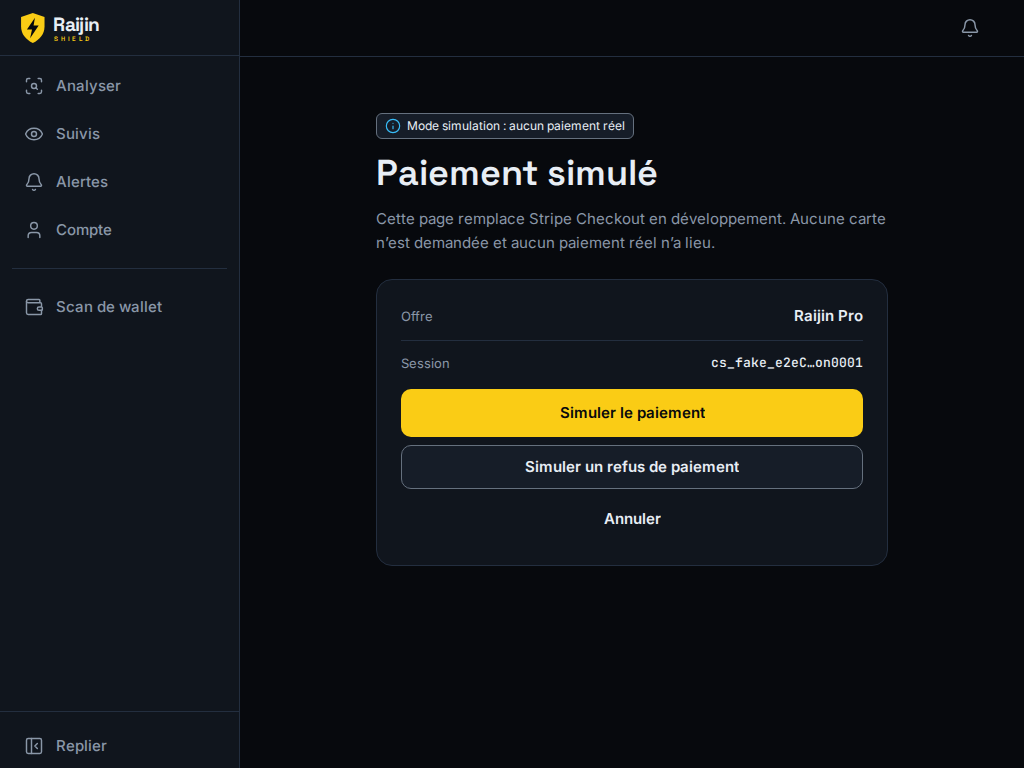 Raijin
SHIELD
Analyser
Suivis
Alertes
Compte
Scan de wallet
Replier
Mode simulation : aucun paiement réel
Paiement simulé
Cette page remplace Stripe Checkout en développement. Aucune carte
n’est demandée et aucun paiement réel n’a lieu.
Offre
Raijin Pro
Session
cs_fake_e2eC…on0001
Simuler le paiement
Simuler un refus de paiement
Annuler